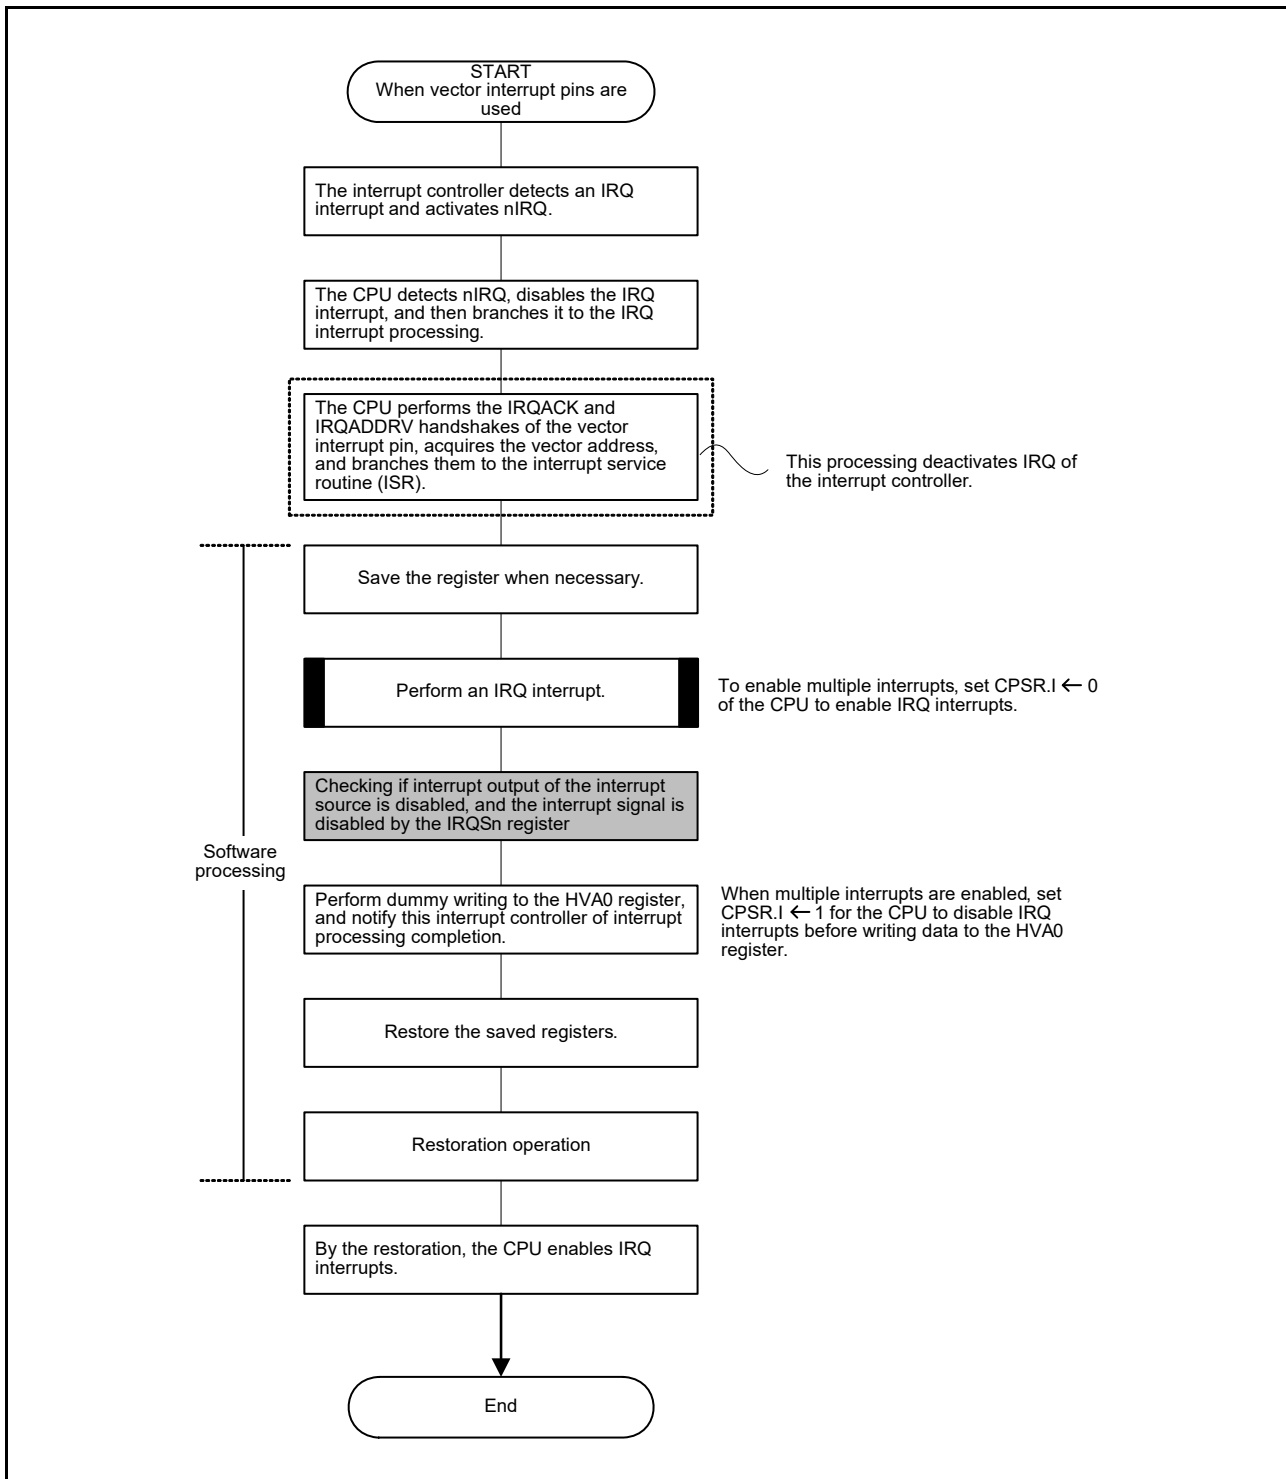 START
When vector interrupt pins are
used
The interrupt controller detects an IRQ
interrupt and activates nIRQ.
The CPU detects nIRQ, disables the IRQ
interrupt, and then branches it to the IRQ
interrupt processing.
The CPU performs the IRQACK and
IRQADDRV handshakes of the vector
interrupt pin, acquires the vector address,
and branches them to the interrupt service
routine (ISR).
This processing deactivates IRQ of
the interrupt controller.
Save the register when necessary.
Perform an IRQ interrupt.
To enable multiple interrupts, set CPSR.I ← 0
of the CPU to enable IRQ interrupts.
Checking if interrupt output of the interrupt
source is disabled, and the interrupt signal is
disabled by the IRQSn register
Software
processing
Perform dummy writing to the HVA0 register,
and notify this interrupt controller of interrupt
processing completion.
When multiple interrupts are enabled, set
CPSR.I ← 1 for the CPU to disable IRQ
interrupts before writing data to the HVA0
register.
Restore the saved registers.
Restoration operation
By the restoration, the CPU enables IRQ
interrupts.
End